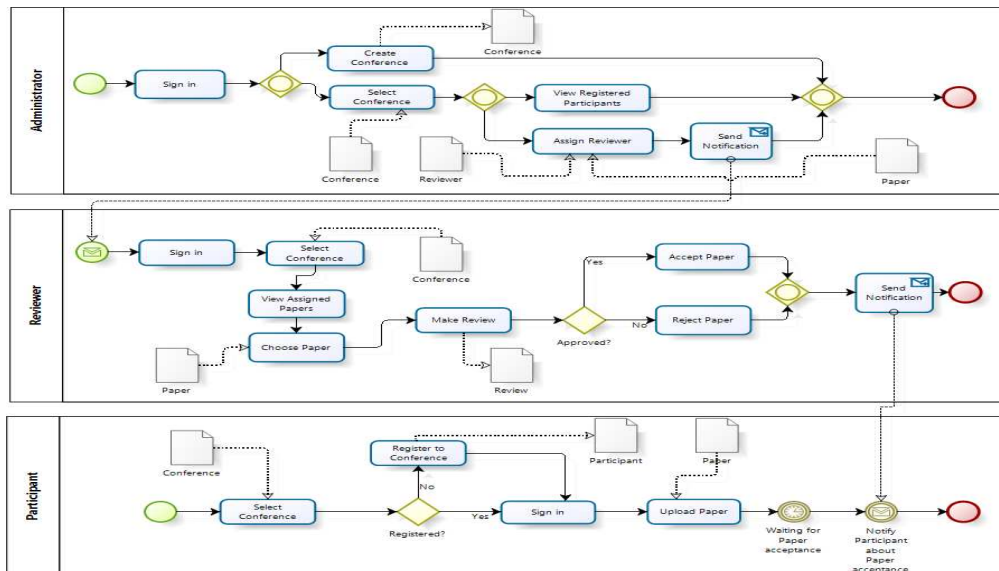 Administrator
Sign in
Create
Conference
Conference
Select
Conference
View Registered
Participants
Assign Reviewer
Send
Notification
Conference
Reviewer
Paper
Reviewer
Sign in
Select
Conference
Conference
View Assigned
Papers
Choose Paper
Paper
Make Review
Review
Approved?
Yes
No
Accept Paper
Reject Paper
Send
Notification
Participant
Conference
Select
Conference
Registered?
No
Yes
Register to
Conference
Participant
Sign in
Paper
Upload Paper
Waiting for
Paper
acceptance
Notify
Participant
about
Paper
acceptance